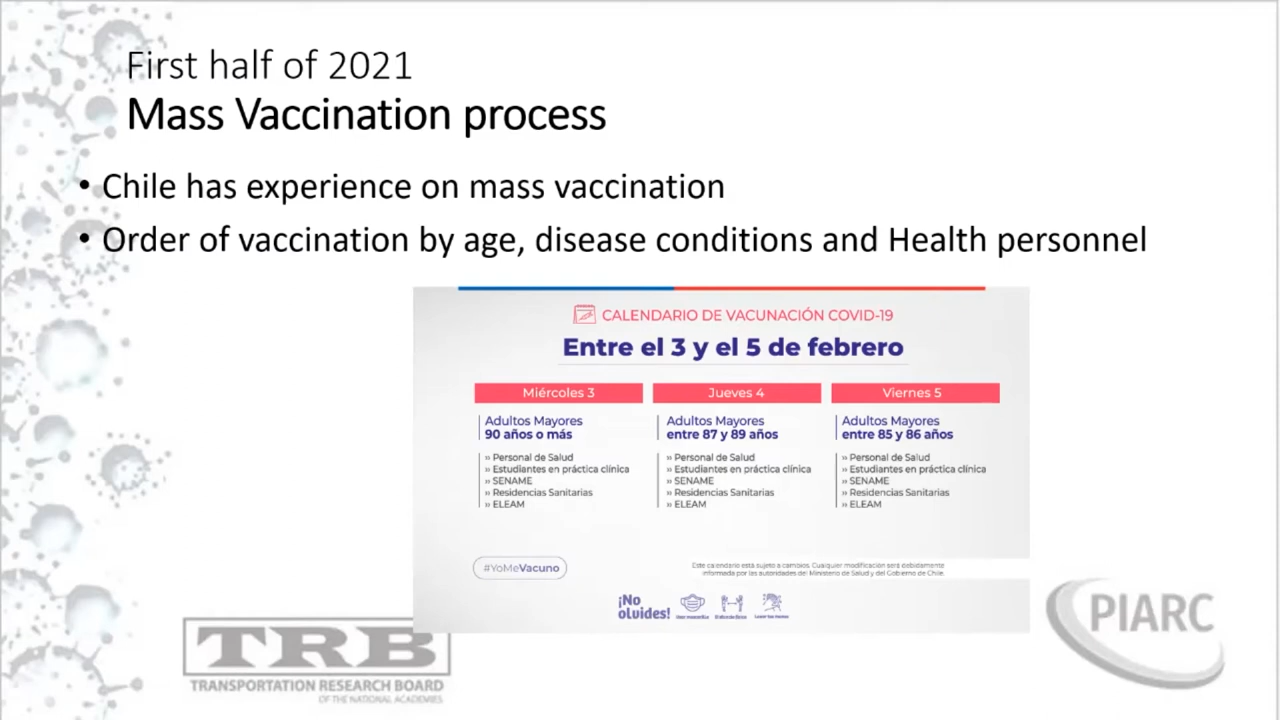 First half of 2021
Mass Vaccination process
• Chile has experience on mass vaccination
• Order of vaccination by age, disease conditions and Health personnel
CALENDARIO DE VACUNACIÓN COVID-19
Entre el 3 y el 5 de febrero
Miércoles 3
Adultos Mayores
90 años o más
» Personal de Salud
» Estudiantes en práctica clínica
» SENAME
» Residencias Sanitarias
» ELEAM
Jueves 4
Adultos Mayores
entre 87 y 89 años
» Personal de Salud
» Estudiantes en práctica clínica
» SENAME
» Residencias Sanitarias
» ELEAM
Viernes 5
Adultos Mayores
entre 85 y 86 años
» Personal de Salud
» Estudiantes en práctica clínica
» SENAME
» Residencias Sanitarias
» ELEAM
#YoMeVacuno
Este calendario está sujeto a cambios. Cualquier modificación será debidamente
informada por las autoridades del Ministerio de Salud y del Gobierno de Chile.
¡No
olvides!
Usar mascarilla
Lavar tus manos
TRB
TRANSPORTATION RESEARCH BOARD
OF THE NATIONAL ACADEMIES
PIARC